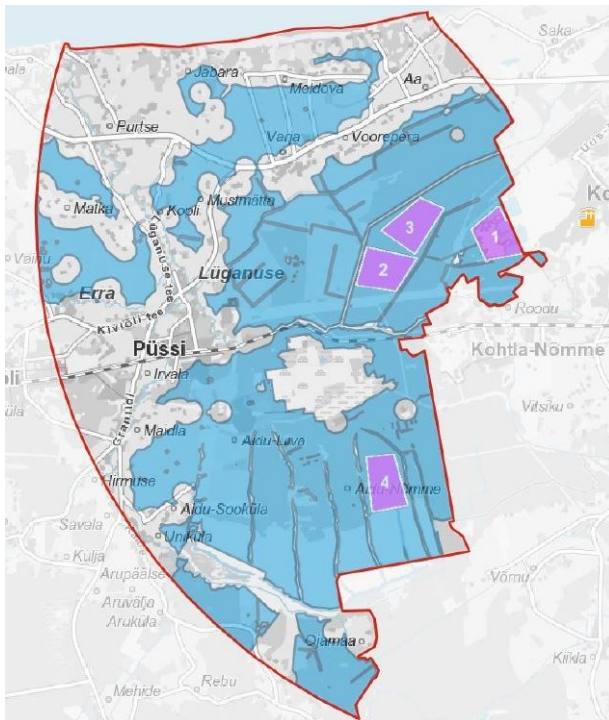 Saka
Jabara
Moldova
Aa
Purtse
Varja
Voorepera
Ko
Matka
Kopli
Mustmätta
3
1
Lüganuse tee
Lüganuse
2
Erra
Kiviõli tee
Roodu
Püssi
Kohtla-Nõmme
Irvala
Vitsiku
Maidla
Aidu-Liiva
Hirmuse
4
Aidu-Nõmme
Savala
Aidu-Sooküla
Uniküla
Kulja
Arupäälse
Võrnu
Aruvälja
Aruküla
Ojamaa
Kiikla
Rebu
Mehide